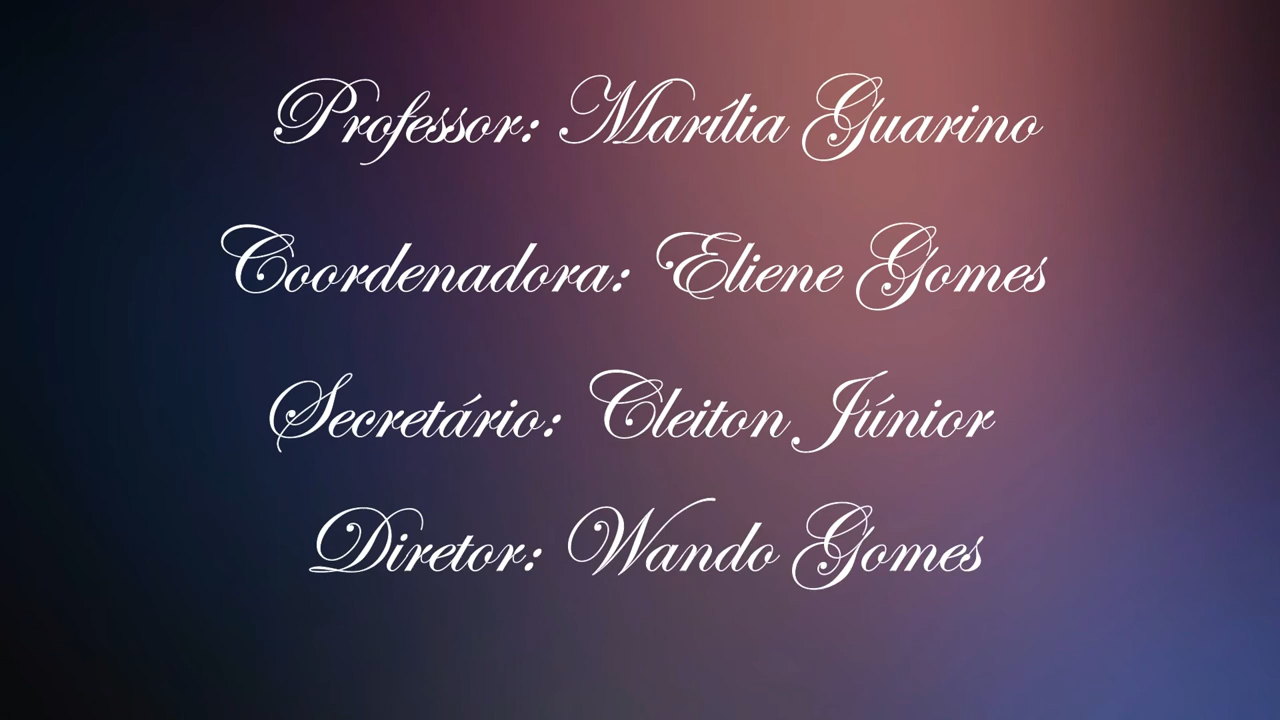 Professor: Marília Guarino
Coordenadora: Eliene Gomes
Secretário: Cleiton Júnior
Diretor: Wando Gomes